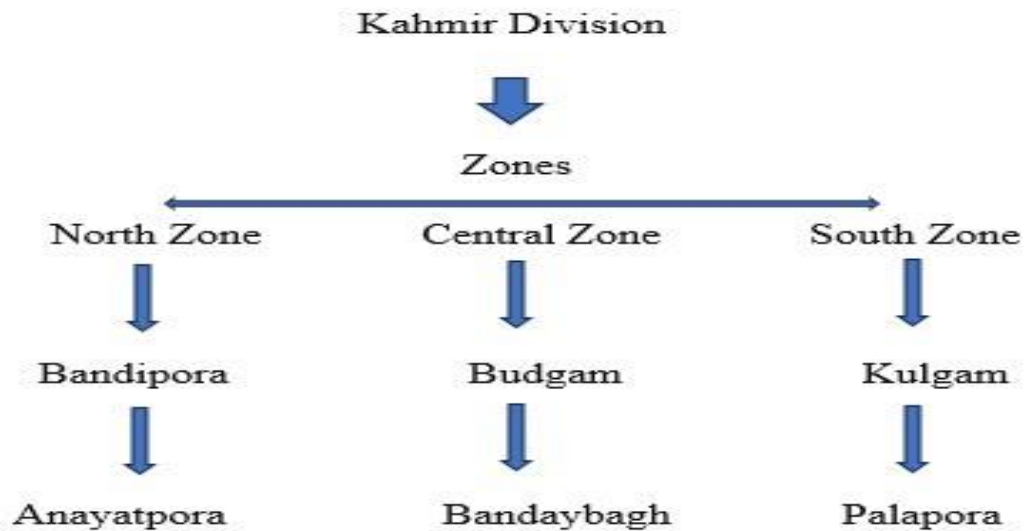 Kahmir Division
Zones
North Zone Central Zone South Zone
Bandipora Budgam Kulgam
Anayatpora Bandaybagh Palapora